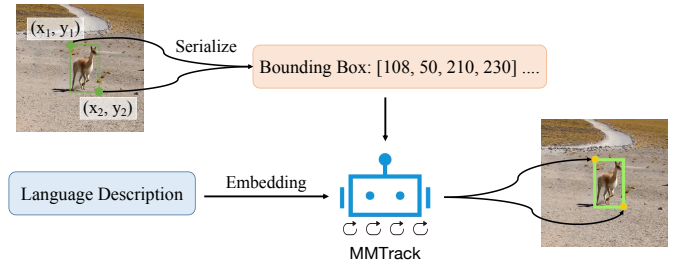 (x₁, y₁)
Serialize
Bounding Box: [108, 50, 210, 230] ....
(x₂, y₂)
Language Description
Embedding
MMTrack